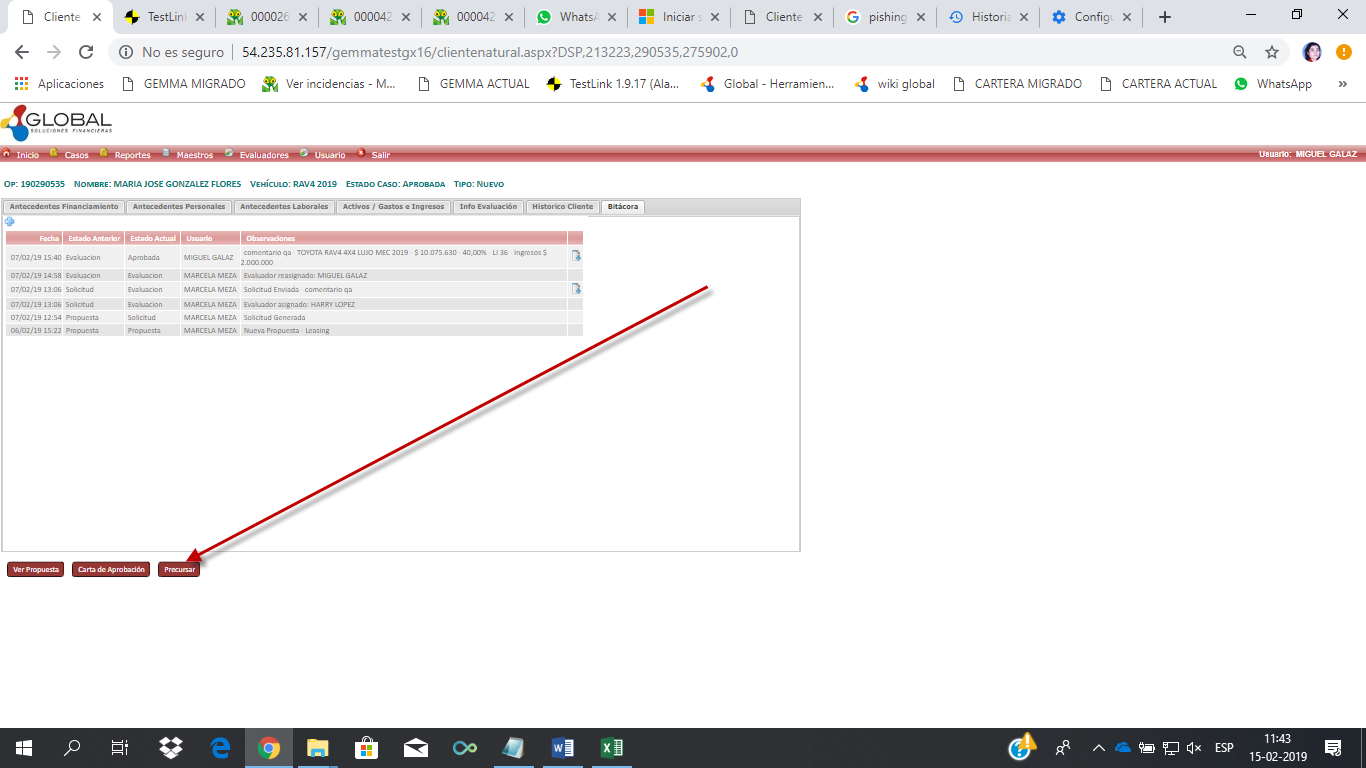 Cliente
TestLink
000026
000042
000042
WhatsA
Iniciar s
Cliente
pishing
Historia
Configu
No es seguro
54.235.81.157/gemmatestgx16/clientenatural.aspx?DSP,213223,290535,275902,0
Aplicaciones
GEMMA MIGRADO
Ver incidencias - M...
GEMMA ACTUAL
TestLink 1.9.17 (Ala...
Global - Herramien...
wiki global
CARTERA MIGRADO
CARTERA ACTUAL
WhatsApp
»
GLOBAL
SOLUCIONES FINANCIERAS
Inicio Casos Reportes Maestros Evaluadores Usuario Salir
Usuario: MIGUEL GALAZ
Op: 190290535 Nombre: MARIA JOSE GONZALEZ FLORES Vehículo: RAV4 2019 Estado Caso: Aprobada Tipo: Nuevo
Antecedentes Financiamiento Antecedentes Personales Antecedentes Laborales Activos / Gastos e Ingresos Info Evaluación Historico Cliente Bitácora
Fecha Estado Anterior Estado Actual Usuario Observaciones
07/02/19 15:40 Evaluacion Aprobada MIGUEL GALAZ comentario qa · TOYOTA RAV4 4X4 LUJO MEC 2019 · $ 10.075.630 · 40,00% · LI 36 · Ingresos $
2.000.000
07/02/19 14:58 Evaluacion Evaluacion MARCELA MEZA Evaluador reasignado: MIGUEL GALAZ
07/02/19 13:06 Solicitud Evaluacion MARCELA MEZA Solicitud Enviada · comentario qa
07/02/19 13:06 Solicitud Evaluacion MARCELA MEZA Evaluador asignado: HARRY LOPEZ
07/02/19 12:54 Propuesta Solicitud MARCELA MEZA Solicitud Generada
06/02/19 15:22 Propuesta Propuesta MARCELA MEZA Nueva Propuesta · Leasing
Ver Propuesta Carta de Aprobación Precursar
ESP
11:43
15-02-2019